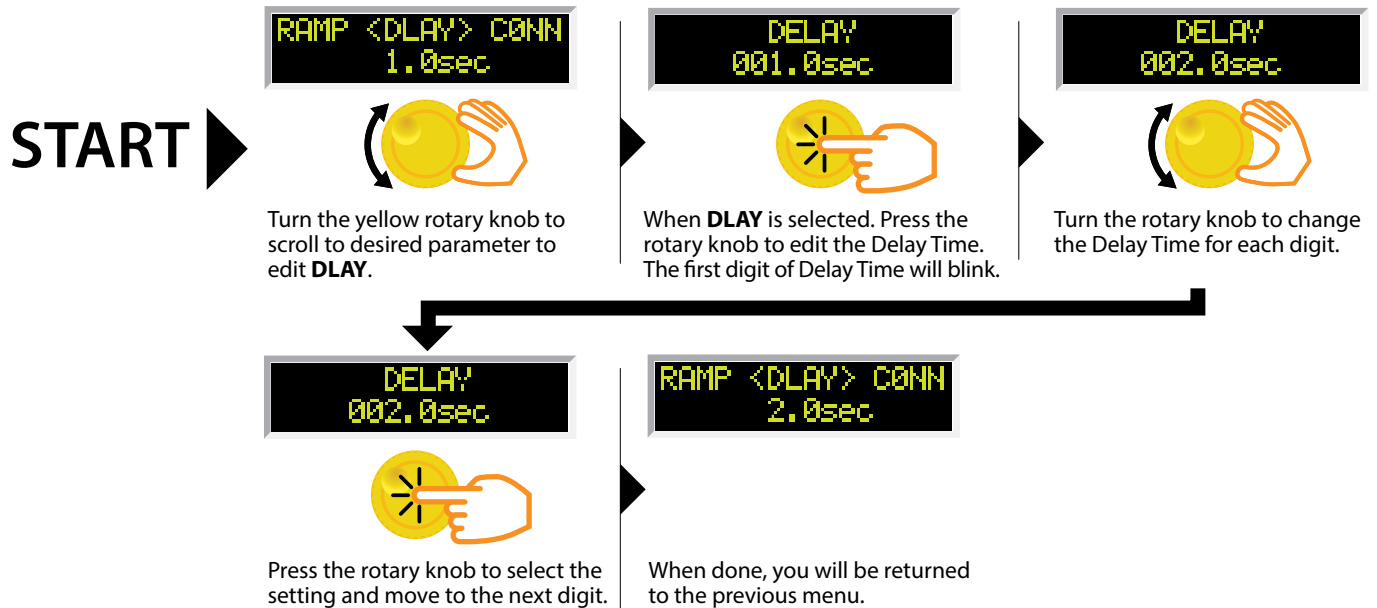 START
RAMP <DLAY> C0NN
1.0sec
Turn the yellow rotary knob to
scroll to desired parameter to
edit DLAY.
DELAY
001.0sec
When DLAY is selected. Press the
rotary knob to edit the Delay Time.
The first digit of Delay Time will blink.
DELAY
002.0sec
Turn the rotary knob to change
the Delay Time for each digit.
DELAY
002.0sec
Press the rotary knob to select the
setting and move to the next digit.
RAMP <DLAY> C0NN
2.0sec
When done, you will be returned
to the previous menu.